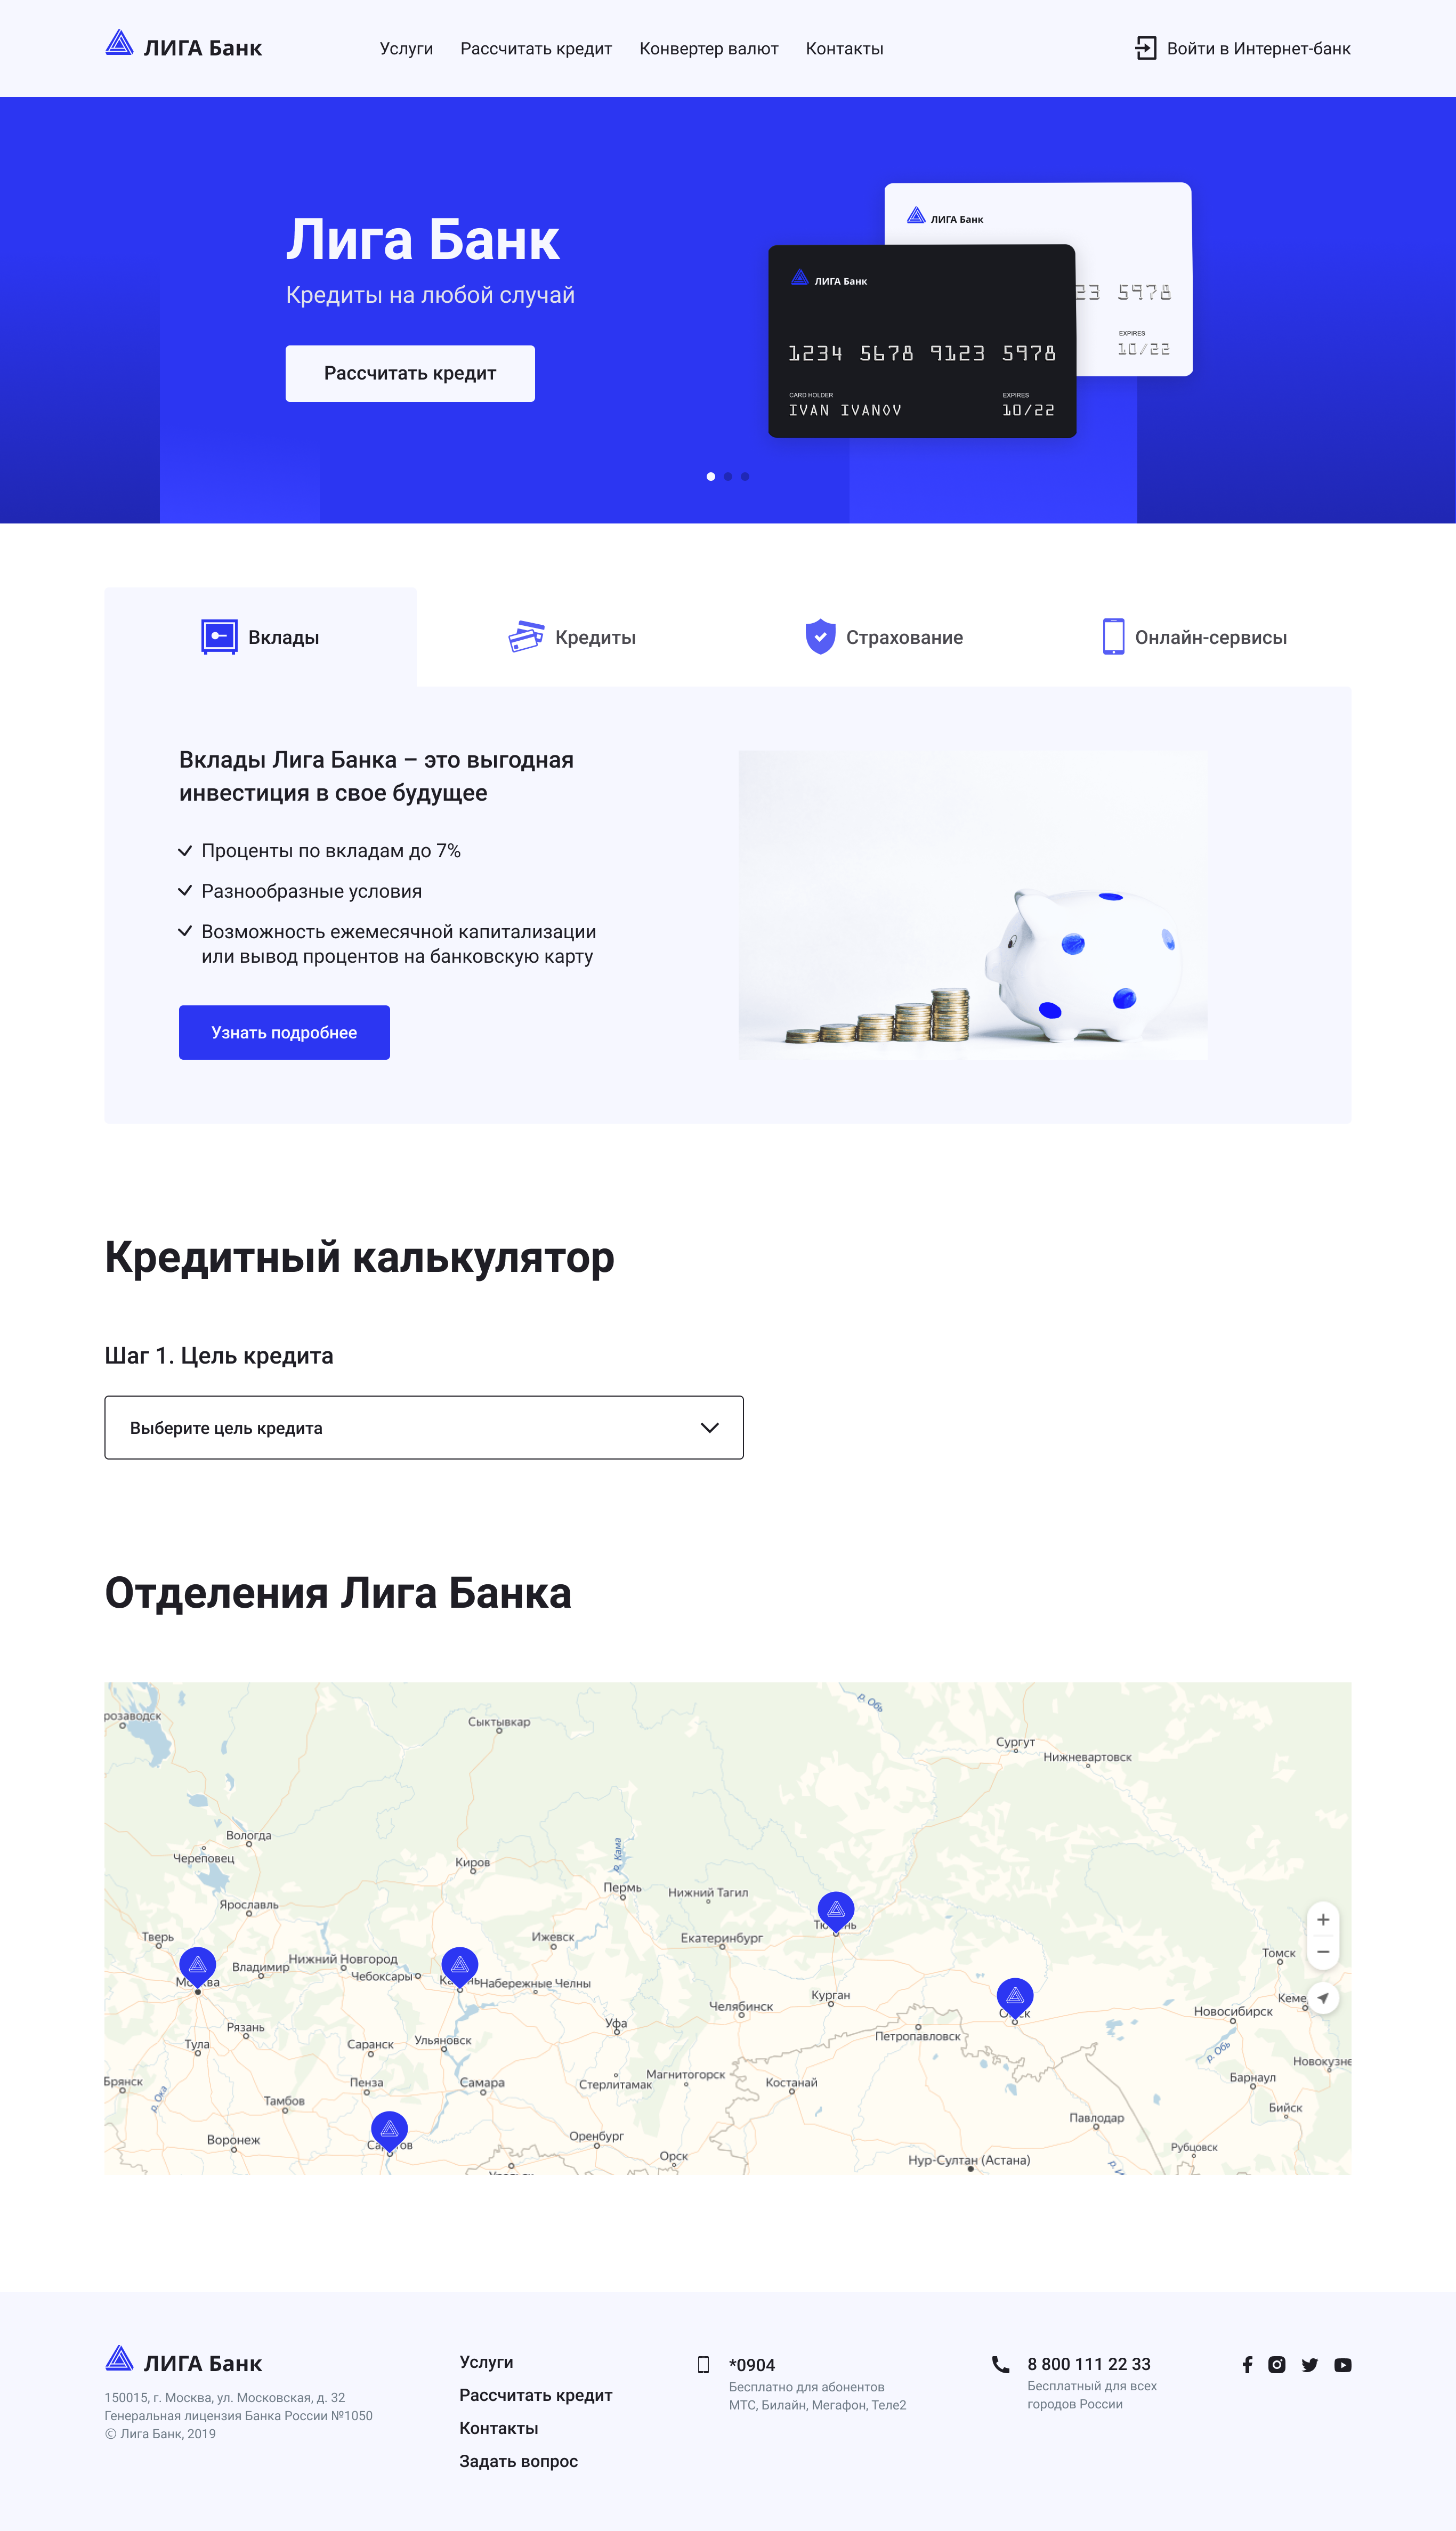 ЛИГА Банк
Услуги
Рассчитать кредит
Конвертер валют
Контакты
Войти в Интернет-банк
Лига Банк
Кредиты на любой случай
Рассчитать кредит
ЛИГА Банк
23 5978
EXPIRES
10/22
ЛИГА Банк
1234 5678 9123 5978
CARD HOLDER
EXPIRES
IVAN IVANOV
10/22
Вклады
Кредиты
Страхование
Онлайн-сервисы
Вклады Лига Банка – это выгодная
инвестиция в свое будущее
Проценты по вкладам до 7%
Разнообразные условия
Возможность ежемесячной капитализации
или вывод процентов на банковскую карту
Узнать подробнее
Кредитный калькулятор
Шаг 1. Цель кредита
Выберите цель кредита
Отделения Лига Банка
р. Обь
розаводск
Сыктывкар
Сургут
Нижневартовск
Вологда
Череповец
Киров
р. Кама
Пермь
Нижний Тагил
Ярославль
Тверь
Ижевск
Екатеринбург
Томск
Владимир
Нижний Новгород
Чебоксары
Набережные Челны
Челябинск
Курган
Кеме
Новосибирск
Рязань
Уфа
Петропавловск
Тула
Саранск
Ульяновск
р. Обь
Новокузне
Брянск
Пенза
Самара
Стерлитамак
Магнитогорск
Костанай
Барнаул
р. Ока
Тамбов
Бийск
Павлодар
Воронеж
Оренбург
Орск
Рубцовск
Нур-Султан (Астана)
ЛИГА Банк
150015, г. Москва, ул. Московская, д. 32
Генеральная лицензия Банка России №1050
© Лига Банк, 2019
Услуги
Рассчитать кредит
Контакты
Задать вопрос
*0904
Бесплатно для абонентов
МТС, Билайн, Мегафон, Теле2
8 800 111 22 33
Бесплатный для всех
городов России